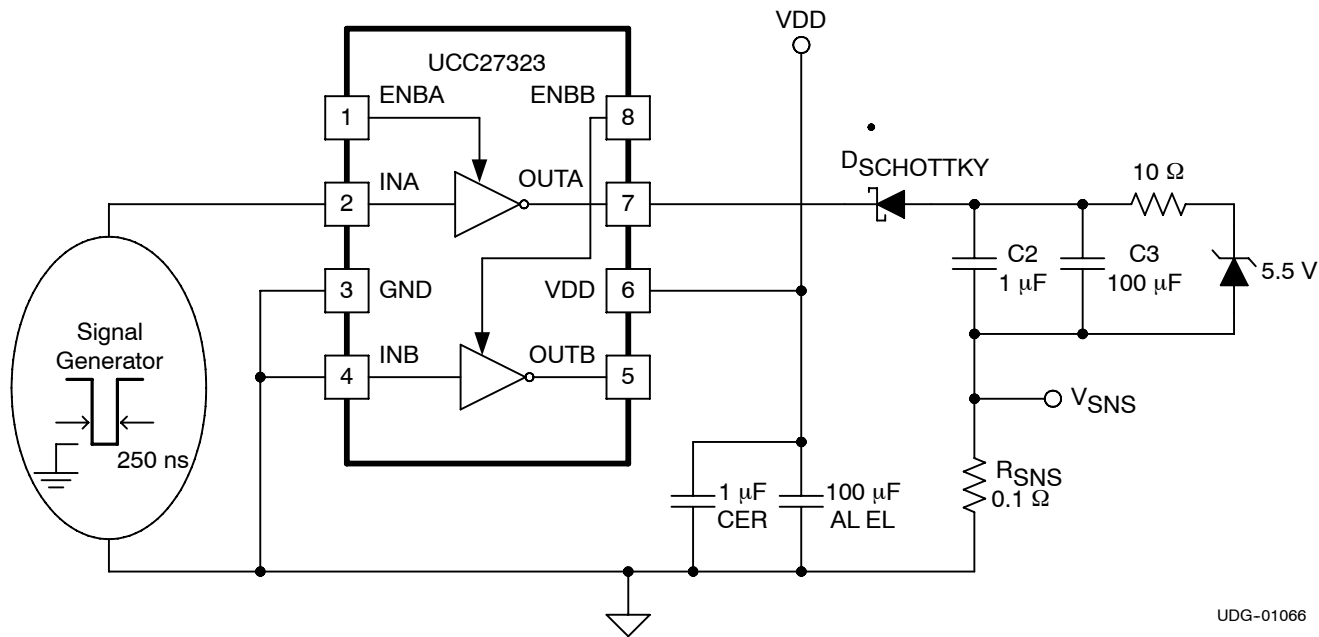 VDD
UCC27323
ENBA
ENBB
1
8
INA
OUTA
2
7
3
GND
VDD
6
INB
OUTB
4
5
Signal
Generator
250 ns
DSCHOTTKY
10 Ω
C2
1 μF
C3
100 μF
5.5 V
VSNS
RSNS
0.1 Ω
1 μF
CER
100 μF
AL EL
UDG-01066